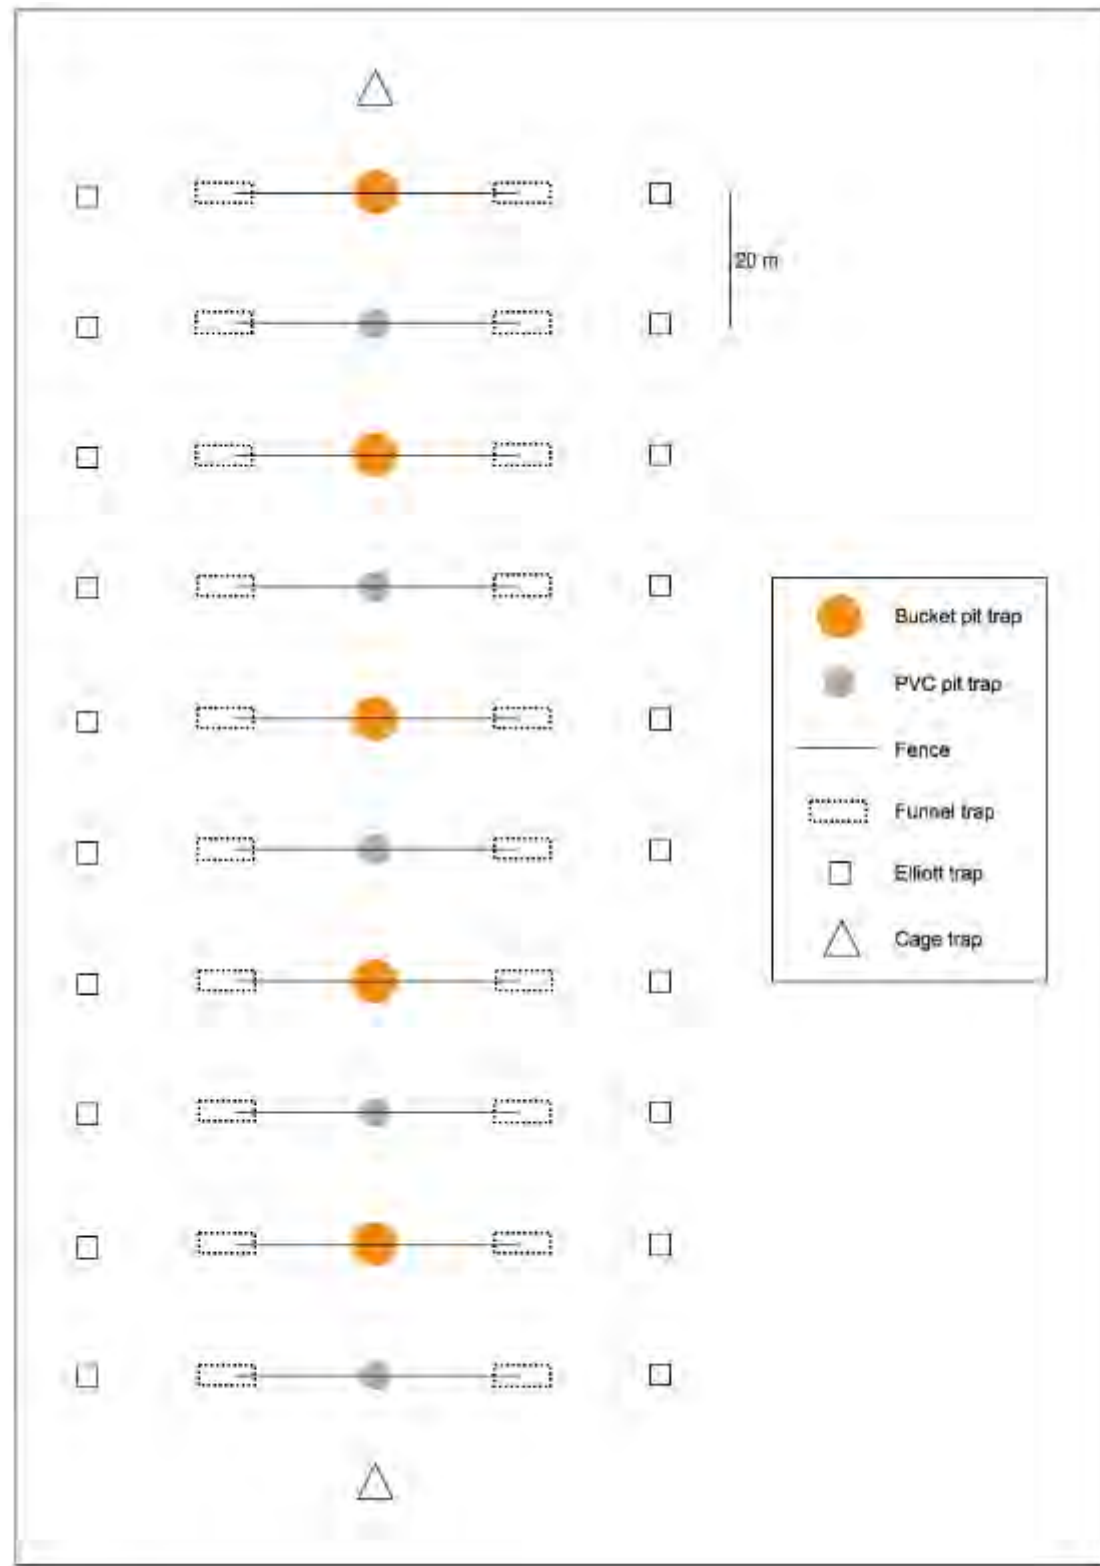 20 m
Bucket pit trap
PVC pit trap
Fence
Funnel trap
Elliott trap
Cage trap